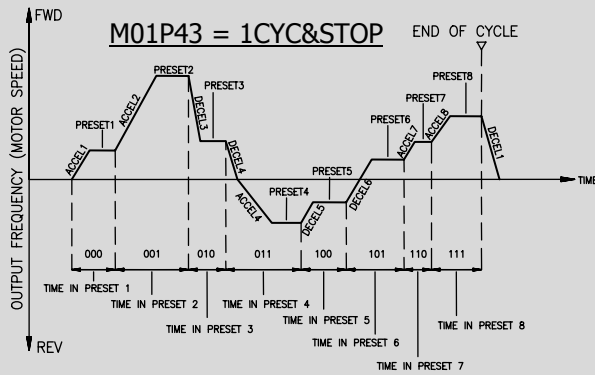 FWD
M01P43 = 1CYC&STOP
END OF CYCLE
OUTPUT FREQUENCY (MOTOR SPEED)
ACCEL1
PRESET1
ACCEL2
PRESET2
DECEL3
PRESET3
DECEL4
ACCEL4
PRESET4
DECEL5
PRESET5
DECEL6
PRESET6
ACCEL7
PRESET7
ACCEL8
PRESET8
DECEL1
TIME
000 001 010 011 100 101 110 111
TIME IN PRESET 1
TIME IN PRESET 2
TIME IN PRESET 3
TIME IN PRESET 4
TIME IN PRESET 5
TIME IN PRESET 6
TIME IN PRESET 7
TIME IN PRESET 8
REV